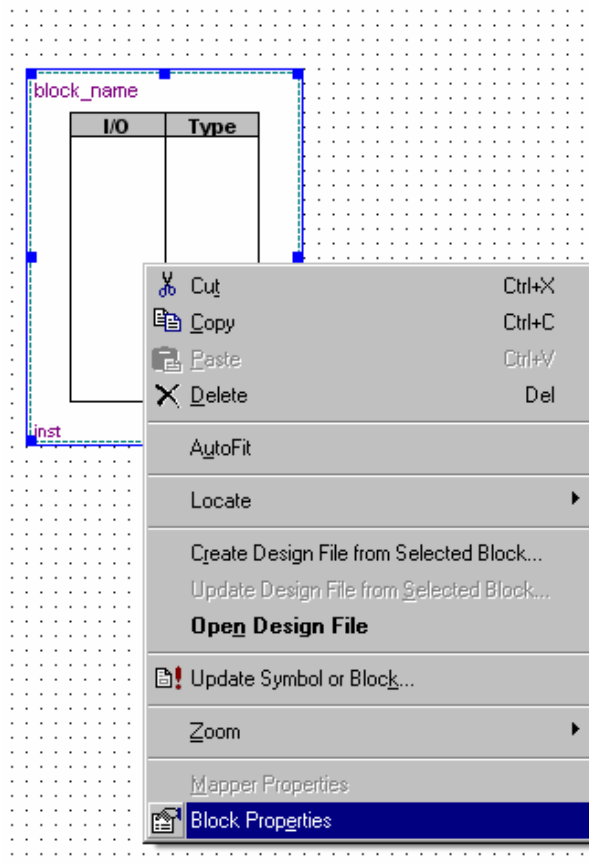 block_name
I/O Type
Cut Ctrl+X
Copy Ctrl+C
Paste Ctrl+V
Delete Del
inst
AutoFit
Locate
Create Design File from Selected Block...
Update Design File from Selected Block...
Open Design File
Update Symbol or Block...
Zoom
Mapper Properties
Block Properties